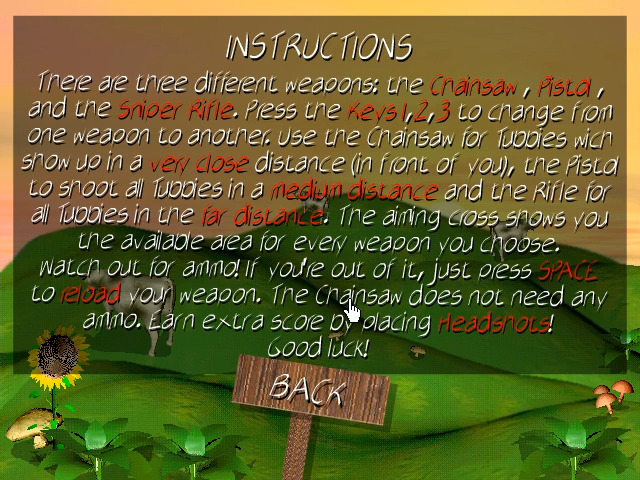 INSTRUCTIONS
There are three different weapons: the Chainsaw , Pistol ,
and the Sniper Rifle. Press the Keys 1,2,3 to change from
one weapon to another. Use the Chainsaw for Tubbies wich
show up in a very close distance (in front of you), the Pistol
to shoot all Tubbies in a medium distance and the Rifle for
all Tubbies in the far distance. The aiming cross shows you
the available area for every weapon you choose.
Watch out for ammo! If you're out of it, just press SPACE
to reload your weapon. The Chainsaw does not need any
ammo. Earn extra score by placing Headshots!
Good luck!
BACK